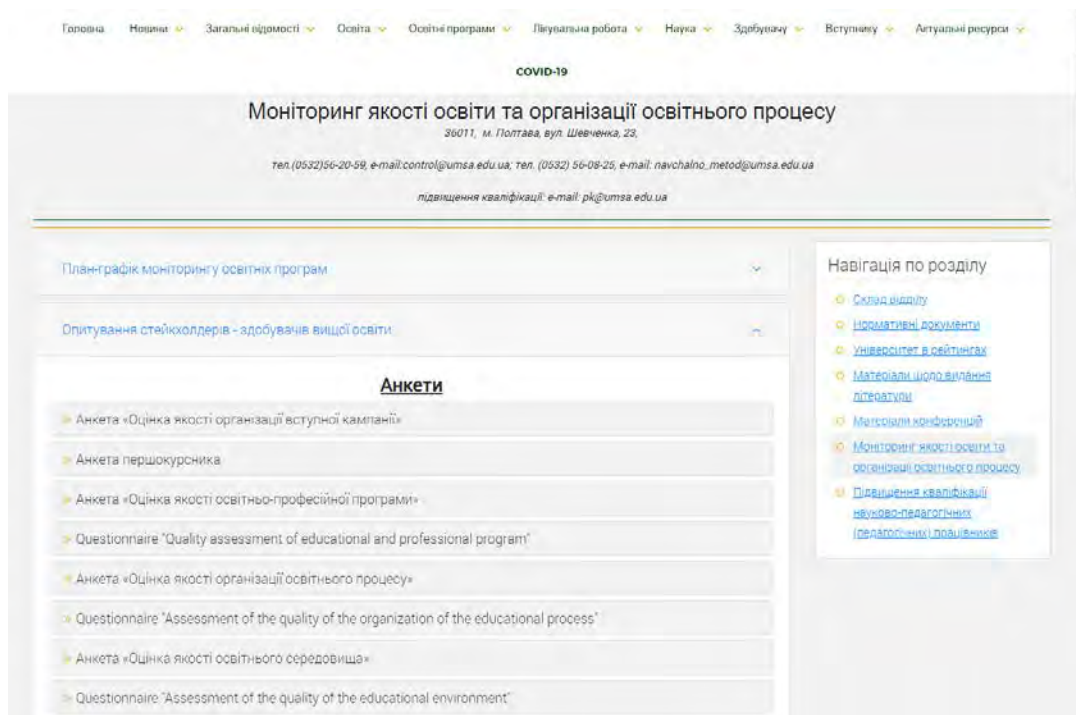 Головна Новини Загальні відомості Освіта Освітні програми Лікувальна робота Наука Здобувачу Вступнику Актуальні ресурси
COVID-19
Моніторинг якості освіти та організації освітнього процесу
36011, м. Полтава, вул. Шевченка, 23,
тел.(0532)56-20-59, e-mail:control@umsa.edu.ua; тел. (0532) 56-08-25, e-mail: navchalno_metod@umsa.edu.ua
підвищення кваліфікації: e-mail: pk@umsa.edu.ua
План-графік моніторингу освітніх програм
Опитування стейкхолдерів - здобувачів вищої освіти
Анкети
Анкета «Оцінка якості організації вступної кампанії»
Анкета першокурсника
Анкета «Оцінка якості освітньо-професійної програми»
Questionnaire "Quality assessment of educational and professional program"
Анкета «Оцінка якості організації освітнього процесу»
Questionnaire "Assessment of the quality of the organization of the educational process"
Анкета «Оцінка якості освітнього середовища»
Questionnaire "Assessment of the quality of the educational environment"
Навігація по розділу
Склад відділу
Нормативні документи
Університет в рейтингах
Матеріали щодо видання
літератури
Матеріали конференцій
Моніторинг якості освіти та
організації освітнього процесу
Підвищення кваліфікації
науково-педагогічних
(педагогічних) працівників